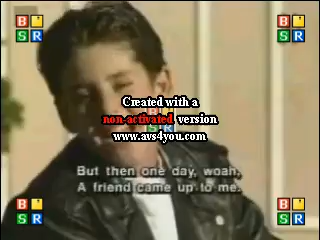 B
S R
B
S R
Created with a
non-activated version
www.avs4you.com
But then one day, woah,
A friend came up to me.
B
S R
B
S R